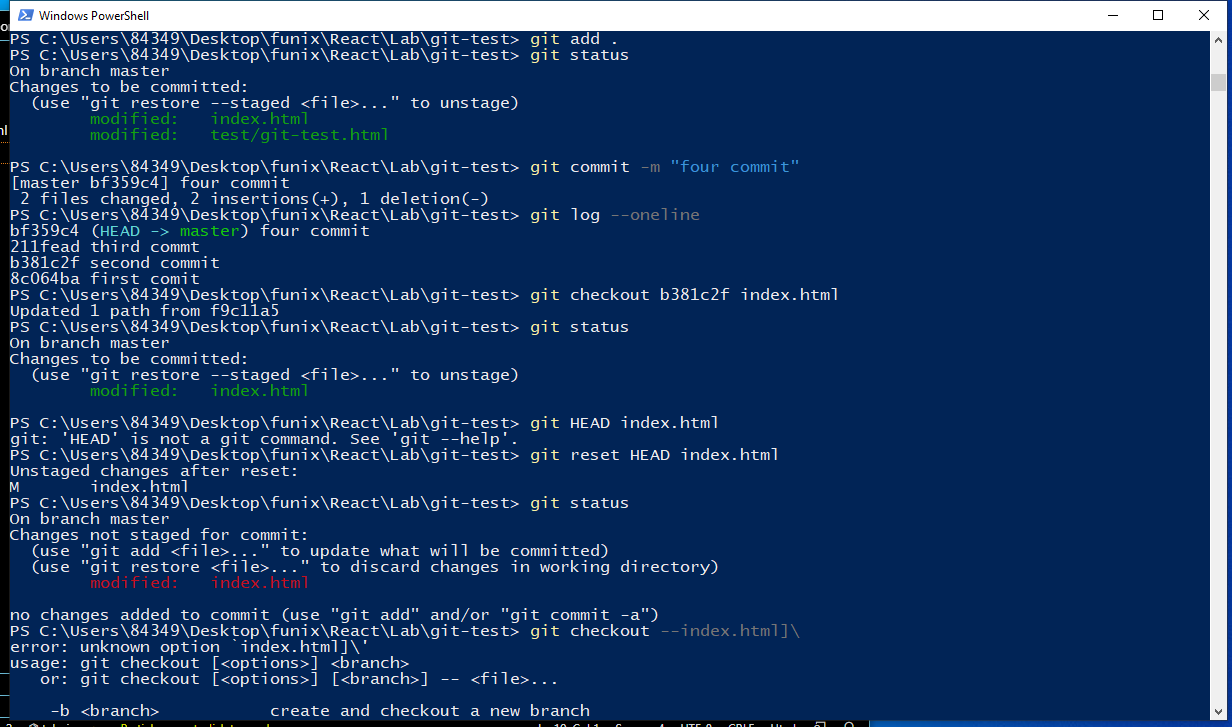 Windows PowerShell
PS C:\Users\84349\Desktop\funix\React\Lab\git-test> git add .
PS C:\Users\84349\Desktop\funix\React\Lab\git-test> git status
On branch master
Changes to be committed:
  (use "git restore --staged <file>..." to unstage)
        modified:   index.html
        modified:   test/git-test.html
PS C:\Users\84349\Desktop\funix\React\Lab\git-test> git commit -m "four commit"
[master bf359c4] four commit
 2 files changed, 2 insertions(+), 1 deletion(-)
PS C:\Users\84349\Desktop\funix\React\Lab\git-test> git log --oneline
bf359c4 (HEAD -> master) four commit
211fead third commt
b381c2f second commit
8c064ba first comit
PS C:\Users\84349\Desktop\funix\React\Lab\git-test> git checkout b381c2f index.html
Updated 1 path from f9c11a5
PS C:\Users\84349\Desktop\funix\React\Lab\git-test> git status
On branch master
Changes to be committed:
  (use "git restore --staged <file>..." to unstage)
        modified:   index.html
PS C:\Users\84349\Desktop\funix\React\Lab\git-test> git HEAD index.html
git: 'HEAD' is not a git command. See 'git --help'.
PS C:\Users\84349\Desktop\funix\React\Lab\git-test> git reset HEAD index.html
Unstaged changes after reset:
M       index.html
PS C:\Users\84349\Desktop\funix\React\Lab\git-test> git status
On branch master
Changes not staged for commit:
  (use "git add <file>..." to update what will be committed)
  (use "git restore <file>..." to discard changes in working directory)
        modified:   index.html
no changes added to commit (use "git add" and/or "git commit -a")
PS C:\Users\84349\Desktop\funix\React\Lab\git-test> git checkout --index.html]\
error: unknown option `index.html]\'
usage: git checkout [<options>] <branch>
   or: git checkout [<options>] [<branch>] -- <file>...
    -b <branch>           create and checkout a new branch